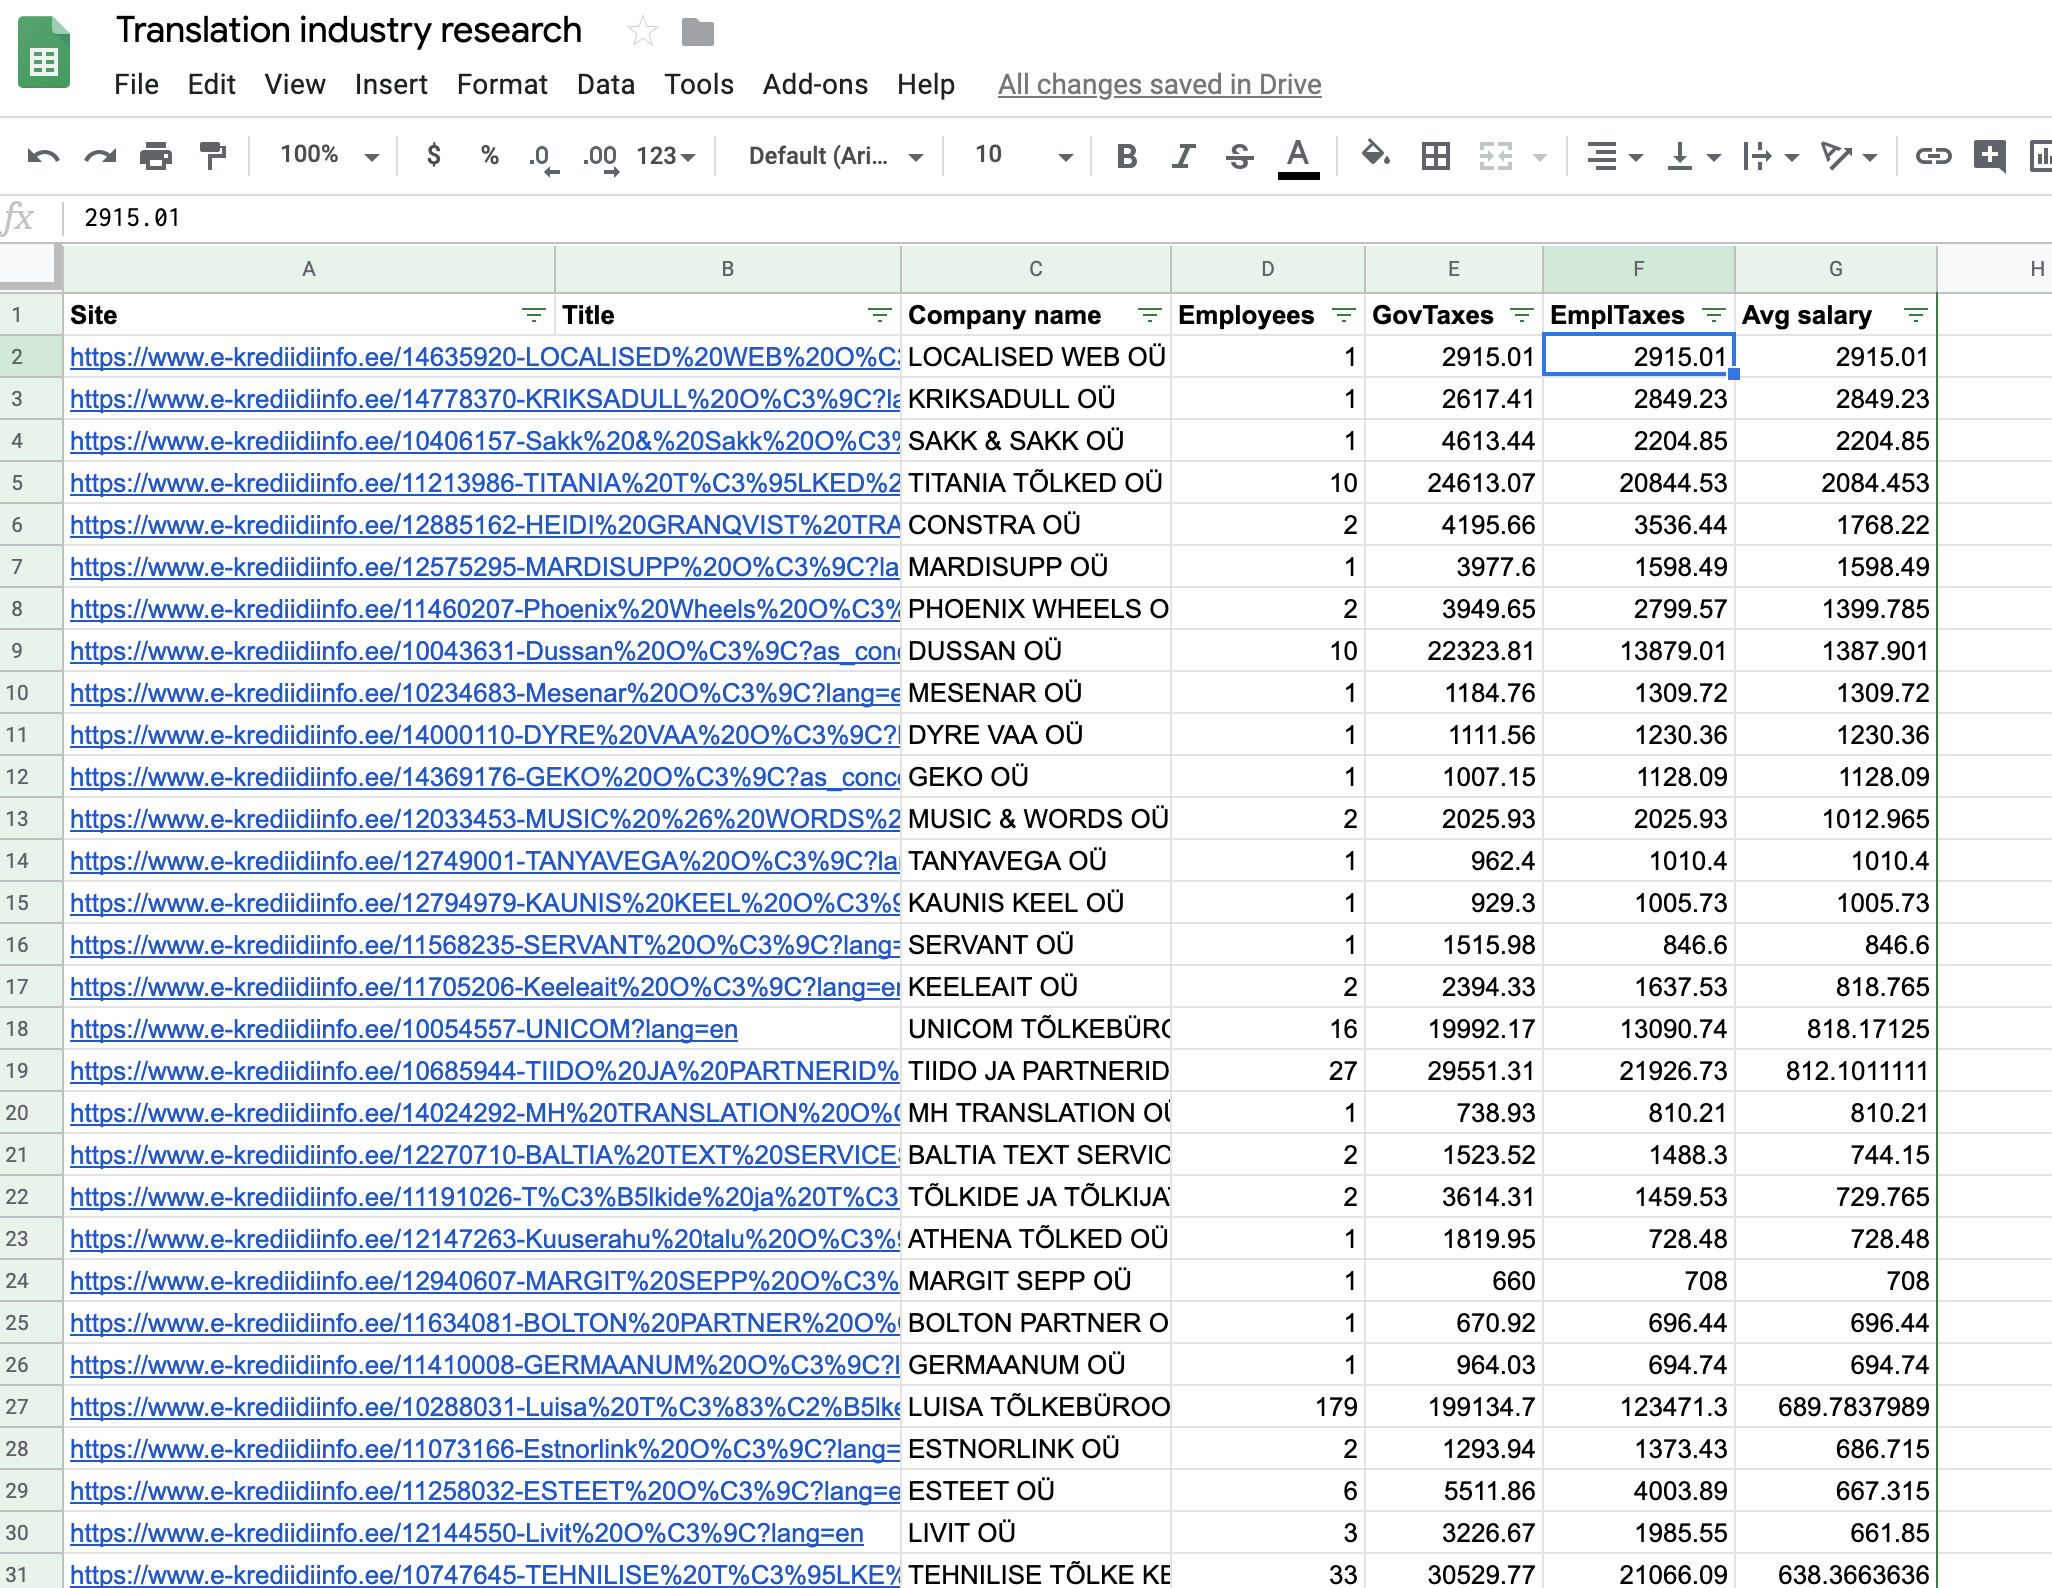 Translation industry research
File Edit View Insert Format Data Tools Add-ons Help All changes saved in Drive
100% $ % .0 .00 123 Default (Ari... 10 B I S A
fx 2915.01
A B C D E F G H
1 Site Title Company name Employees GovTaxes EmplTaxes Avg salary
2 https://www.e-krediidiinfo.ee/14635920-LOCALISED%20WEB%20O%C3 LOCALISED WEB OÜ 1 2915.01 2915.01 2915.01
3 https://www.e-krediidiinfo.ee/14778370-KRIKSADULL%20O%C3%9C?la KRIKSADULL OÜ 1 2617.41 2849.23 2849.23
4 https://www.e-krediidiinfo.ee/10406157-Sakk%20&%20Sakk%20O%C3% SAKK & SAKK OÜ 1 4613.44 2204.85 2204.85
5 https://www.e-krediidiinfo.ee/11213986-TITANIA%20T%C3%95LKED%2 TITANIA TÕLKED OÜ 10 24613.07 20844.53 2084.453
6 https://www.e-krediidiinfo.ee/12885162-HEIDI%20GRANQVIST%20TRA CONSTRA OÜ 2 4195.66 3536.44 1768.22
7 https://www.e-krediidiinfo.ee/12575295-MARDISUPP%20O%C3%9C?la MARDISUPP OÜ 1 3977.6 1598.49 1598.49
8 https://www.e-krediidiinfo.ee/11460207-Phoenix%20Wheels%20O%C3% PHOENIX WHEELS O 2 3949.65 2799.57 1399.785
9 https://www.e-krediidiinfo.ee/10043631-Dussan%20O%C3%9C?as_con DUSSAN OÜ 10 22323.81 13879.01 1387.901
10 https://www.e-krediidiinfo.ee/10234683-Mesenar%20O%C3%9C?lang=e MESENAR OÜ 1 1184.76 1309.72 1309.72
11 https://www.e-krediidiinfo.ee/14000110-DYRE%20VAA%20O%C3%9C?l DYRE VAA OÜ 1 1111.56 1230.36 1230.36
12 https://www.e-krediidiinfo.ee/14369176-GEKO%20O%C3%9C?as_conc GEKO OÜ 1 1007.15 1128.09 1128.09
13 https://www.e-krediidiinfo.ee/12033453-MUSIC%20%26%20WORDS%2 MUSIC & WORDS OÜ 2 2025.93 2025.93 1012.965
14 https://www.e-krediidiinfo.ee/12749001-TANYAVEGA%20O%C3%9C?la TANYAVEGA OÜ 1 962.4 1010.4 1010.4
15 https://www.e-krediidiinfo.ee/12794979-KAUNIS%20KEEL%20O%C3%9 KAUNIS KEEL OÜ 1 929.3 1005.73 1005.73
16 https://www.e-krediidiinfo.ee/11568235-SERVANT%20O%C3%9C?lang= SERVANT OÜ 1 1515.98 846.6 846.6
17 https://www.e-krediidiinfo.ee/11705206-Keeleait%20O%C3%9C?lang=en KEELEAIT OÜ 2 2394.33 1637.53 818.765
18 https://www.e-krediidiinfo.ee/10054557-UNICOM?lang=en UNICOM TÕLKEBÜRO 16 19992.17 13090.74 818.17125
19 https://www.e-krediidiinfo.ee/10685944-TIIDO%20JA%20PARTNERID% TIIDO JA PARTNERID 27 29551.31 21926.73 812.1011111
20 https://www.e-krediidiinfo.ee/14024292-MH%20TRANSLATION%20O%C MH TRANSLATION OÜ 1 738.93 810.21 810.21
21 https://www.e-krediidiinfo.ee/12270710-BALTIA%20TEXT%20SERVICES BALTIA TEXT SERVIC 2 1523.52 1488.3 744.15
22 https://www.e-krediidiinfo.ee/11191026-T%C3%B5lkide%20ja%20T%C3 TÕLKIDE JA TÕLKIJAT 2 3614.31 1459.53 729.765
23 https://www.e-krediidiinfo.ee/12147263-Kuuserahu%20talu%20O%C3%9 ATHENA TÕLKED OÜ 1 1819.95 728.48 728.48
24 https://www.e-krediidiinfo.ee/12940607-MARGIT%20SEPP%20O%C3% MARGIT SEPP OÜ 1 660 708 708
25 https://www.e-krediidiinfo.ee/11634081-BOLTON%20PARTNER%20O% BOLTON PARTNER O 1 670.92 696.44 696.44
26 https://www.e-krediidiinfo.ee/11410008-GERMAANUM%20O%C3%9C?l GERMAANUM OÜ 1 964.03 694.74 694.74
27 https://www.e-krediidiinfo.ee/10288031-Luisa%20T%C3%83%C2%B5lke LUISA TÕLKEBÜROO 179 199134.7 123471.3 689.7837989
28 https://www.e-krediidiinfo.ee/11073166-Estnorlink%20O%C3%9C?lang= ESTNORLINK OÜ 2 1293.94 1373.43 686.715
29 https://www.e-krediidiinfo.ee/11258032-ESTEET%20O%C3%9C?lang=e ESTEET OÜ 6 5511.86 4003.89 667.315
30 https://www.e-krediidiinfo.ee/12144550-Livit%20O%C3%9C?lang=en LIVIT OÜ 3 3226.67 1985.55 661.85
31 https://www.e-krediidiinfo.ee/10747645-TEHNILISE%20T%C3%95LKE% TEHNILISE TÕLKE KE 33 30529.77 21066.09 638.3663636